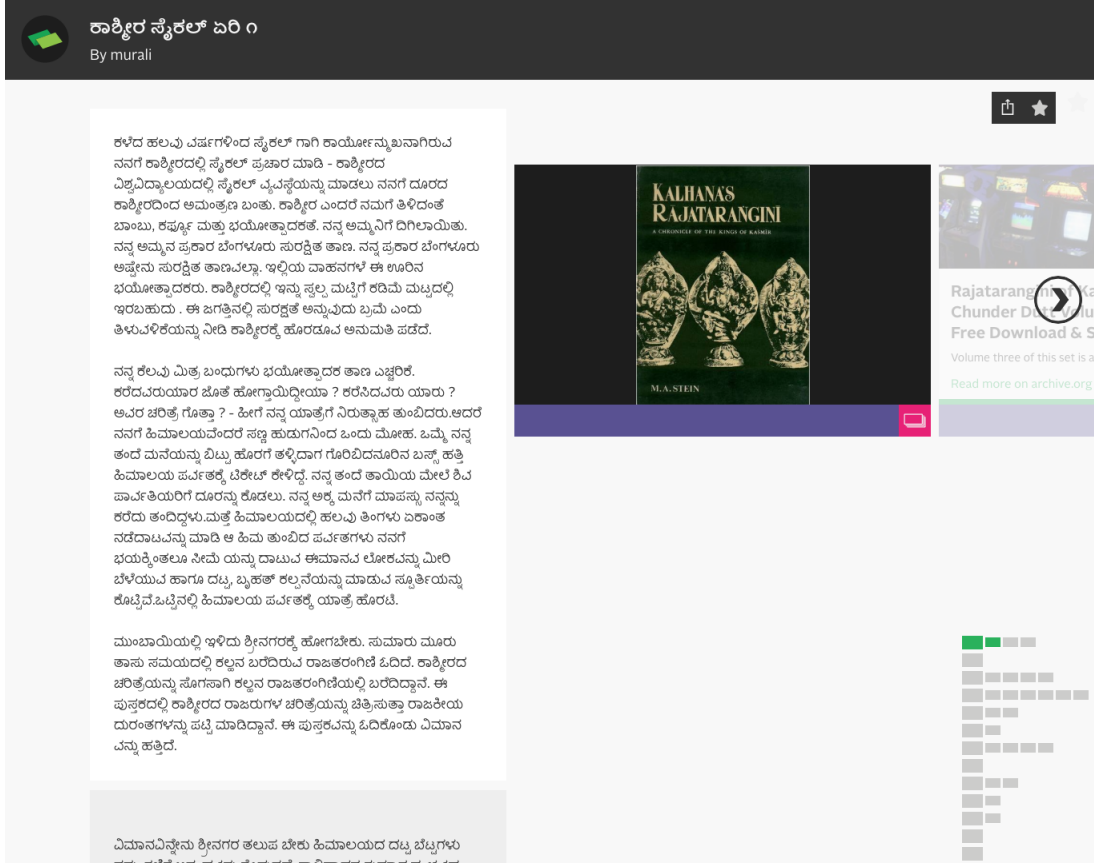 ಕಾಶ್ಮೀರ ಸೈಕಲ್ ಏರಿ ೧
By murali
ಕಳೆದ ಹಲವು ವರ್ಷಗಳಿಂದ ಸೈಕಲ್ ಗಾಗಿ ಕಾರ್ಯೋನ್ಮುಖನಾಗಿರುವ
ನನಗೆ ಕಾಶ್ಮೀರದಲ್ಲಿ ಸೈಕಲ್ ಪ್ರಚಾರ ಮಾಡಿ - ಕಾಶ್ಮೀರದ
ವಿಶ್ವವಿದ್ಯಾಲಯದಲ್ಲಿ ಸೈಕಲ್ ವ್ಯವಸ್ಥೆಯನ್ನು ಮಾಡಲು ನನಗೆ ದೂರದ
ಕಾಶ್ಮೀರದಿಂದ ಅಮಂತ್ರಣ ಬಂತು. ಕಾಶ್ಮೀರ ಎಂದರೆ ನಮಗೆ ತಿಳಿದಂತೆ
ಬಾಂಬು, ಕರ್ಫ್ಯೂ ಮತ್ತು ಭಯೋತ್ಪಾದಕತೆ. ನನ್ನ ಅಮ್ಮನಿಗೆ ದಿಗಿಲಾಯಿತು.
ನನ್ನ ಅಮ್ಮನ ಪ್ರಕಾರ ಬೆಂಗಳೂರು ಸುರಕ್ಷಿತ ತಾಣ. ನನ್ನ ಪ್ರಕಾರ ಬೆಂಗಳೂರು
ಅಷ್ಟೇನು ಸುರಕ್ಷಿತ ತಾಣವಲ್ಲಾ. ಇಲ್ಲಿಯ ವಾಹನಗಳೆ ಈ ಊರಿನ
ಭಯೋತ್ಪಾದಕರು. ಕಾಶ್ಮೀರದಲ್ಲಿ ಇನ್ನು ಸ್ವಲ್ಪ ಮಟ್ಟಿಗೆ ಕಡಿಮೆ ಮಟ್ಟದಲ್ಲಿ
ಇರಬಹುದು . ಈ ಜಗತ್ತಿನಲ್ಲಿ ಸುರಕ್ಷತೆ ಅನ್ನುವುದು ಬ್ರಮೆ ಎಂದು
ತಿಳುವಳಿಕೆಯನ್ನು ನೀಡಿ ಕಾಶ್ಮೀರಕ್ಕೆ ಹೊರಡೂವ ಅನುಮತಿ ಪಡೆದೆ.
ನನ್ನ ಕೆಲವು ಮಿತ್ರ ಬಂಧುಗಳು ಭಯೋತ್ಪಾದಕ ತಾಣ ಎಚ್ಚರಿಕೆ.
ಕರೆದವರುಯಾರ ಜೊತೆ ಹೋಗ್ತಾಯಿದ್ದೀಯಾ ? ಕರೆಸಿದವರು ಯಾರು ?
ಅವರ ಚರಿತ್ರೆ ಗೊತ್ತಾ ? - ಹೀಗೆ ನನ್ನ ಯಾತ್ರೆಗೆ ನಿರುತ್ಸಾಹ ತುಂಬಿದರು.ಆದರೆ
ನನಗೆ ಹಿಮಾಲಯವೆಂದರೆ ಸಣ್ಣ ಹುಡುಗನಿಂದ ಒಂದು ಮೋಹ. ಒಮ್ಮೆ ನನ್ನ
ತಂದೆ ಮನೆಯನ್ನು ಬಿಟ್ಟು ಹೊರಗೆ ತಳ್ಳಿದಾಗ ಗೊರಿಬಿದನೂರಿನ ಬಸ್ಸ್ ಹತ್ತಿ
ಹಿಮಾಲಯ ಪರ್ವತಕ್ಕೆ ಟಿಕೇಟ್ ಕೇಳಿದ್ದೆ. ನನ್ನ ತಂದೆ ತಾಯಿಯ ಮೇಲೆ ಶಿವ
ಪಾರ್ವತಿಯರಿಗೆ ದೂರನ್ನು ಕೊಡಲು. ನನ್ನ ಅಕ್ಕ ಮನೆಗೆ ಮಾಪಸ್ಸು ನನ್ನನ್ನು
ಕರೆದು ತಂದಿದ್ದಳು.ಮತ್ತೆ ಹಿಮಾಲಯದಲ್ಲಿ ಹಲವು ತಿಂಗಳು ಏಕಾಂತ
ನಡೆದಾಟವನ್ನು ಮಾಡಿ ಆ ಹಿಮ ತುಂಬಿದ ಪರ್ವತಗಳು ನನಗೆ
ಭಯಕ್ಕಿಂತಲೂ ಸೀಮೆ ಯನ್ನು ದಾಟುವ ಈಮಾನವ ಲೋಕವನ್ನು ಮೀರಿ
ಬೆಳೆಯುವ ಹಾಗೂ ದಟ್ಟ, ಬೃಹತ್ ಕಲ್ಪನೆಯನ್ನು ಮಾಡುವ ಸ್ಪೂರ್ತಿಯನ್ನು
ಕೊಟ್ಟಿವೆ.ಒಟ್ಟಿನಲ್ಲಿ ಹಿಮಾಲಯ ಪರ್ವತಕ್ಕೆ ಯಾತ್ರೆ ಹೊರಟಿ.
ಮುಂಬಾಯಿಯಲ್ಲಿ ಇಳಿದು ಶ್ರೀನಗರಕ್ಕೆ ಹೋಗಬೇಕು. ಸುಮಾರು ಮೂರು
ತಾಸು ಸಮಯದಲ್ಲಿ ಕಲ್ಹನ ಬರೆದಿರುವ ರಾಜತರಂಗಿಣಿ ಓದಿದೆ. ಕಾಶ್ಮೀರದ
ಚರಿತ್ರೆಯನ್ನು ಸೊಗಸಾಗಿ ಕಲ್ಹನ ರಾಜತರಂಗಿಣಿಯಲ್ಲಿ ಬರೆದಿದ್ದಾನೆ. ಈ
ಪುಸ್ತಕದಲ್ಲಿ ಕಾಶ್ಮೀರದ ರಾಜರುಗಳ ಚರಿತ್ರೆಯನ್ನು ಚಿತ್ರಿಸುತ್ತಾ ರಾಜಕೀಯ
ದುರಂತಗಳನ್ನು ಪಟ್ಟಿ ಮಾಡಿದ್ದಾನೆ. ಈ ಪುಸ್ತಕವನ್ನು ಓದಿಕೊಂಡು ವಿಮಾನ
ವನ್ನು ಹತ್ತಿದೆ.
ವಿಮಾನವಿನ್ನೇನು ಶ್ರೀನಗರ ತಲುಪ ಬೇಕು ಹಿಮಾಲಯದ ದಟ್ಟ ಬೆಟ್ಟಗಳು
KALHANA'S
RAJATARANGINI
A CHRONICLE OF THE KINGS OF KAŚMĪR
M.A. STEIN
Chunder Dutt
Free Download & S
Volume three of this set is a
Read more on archive.org